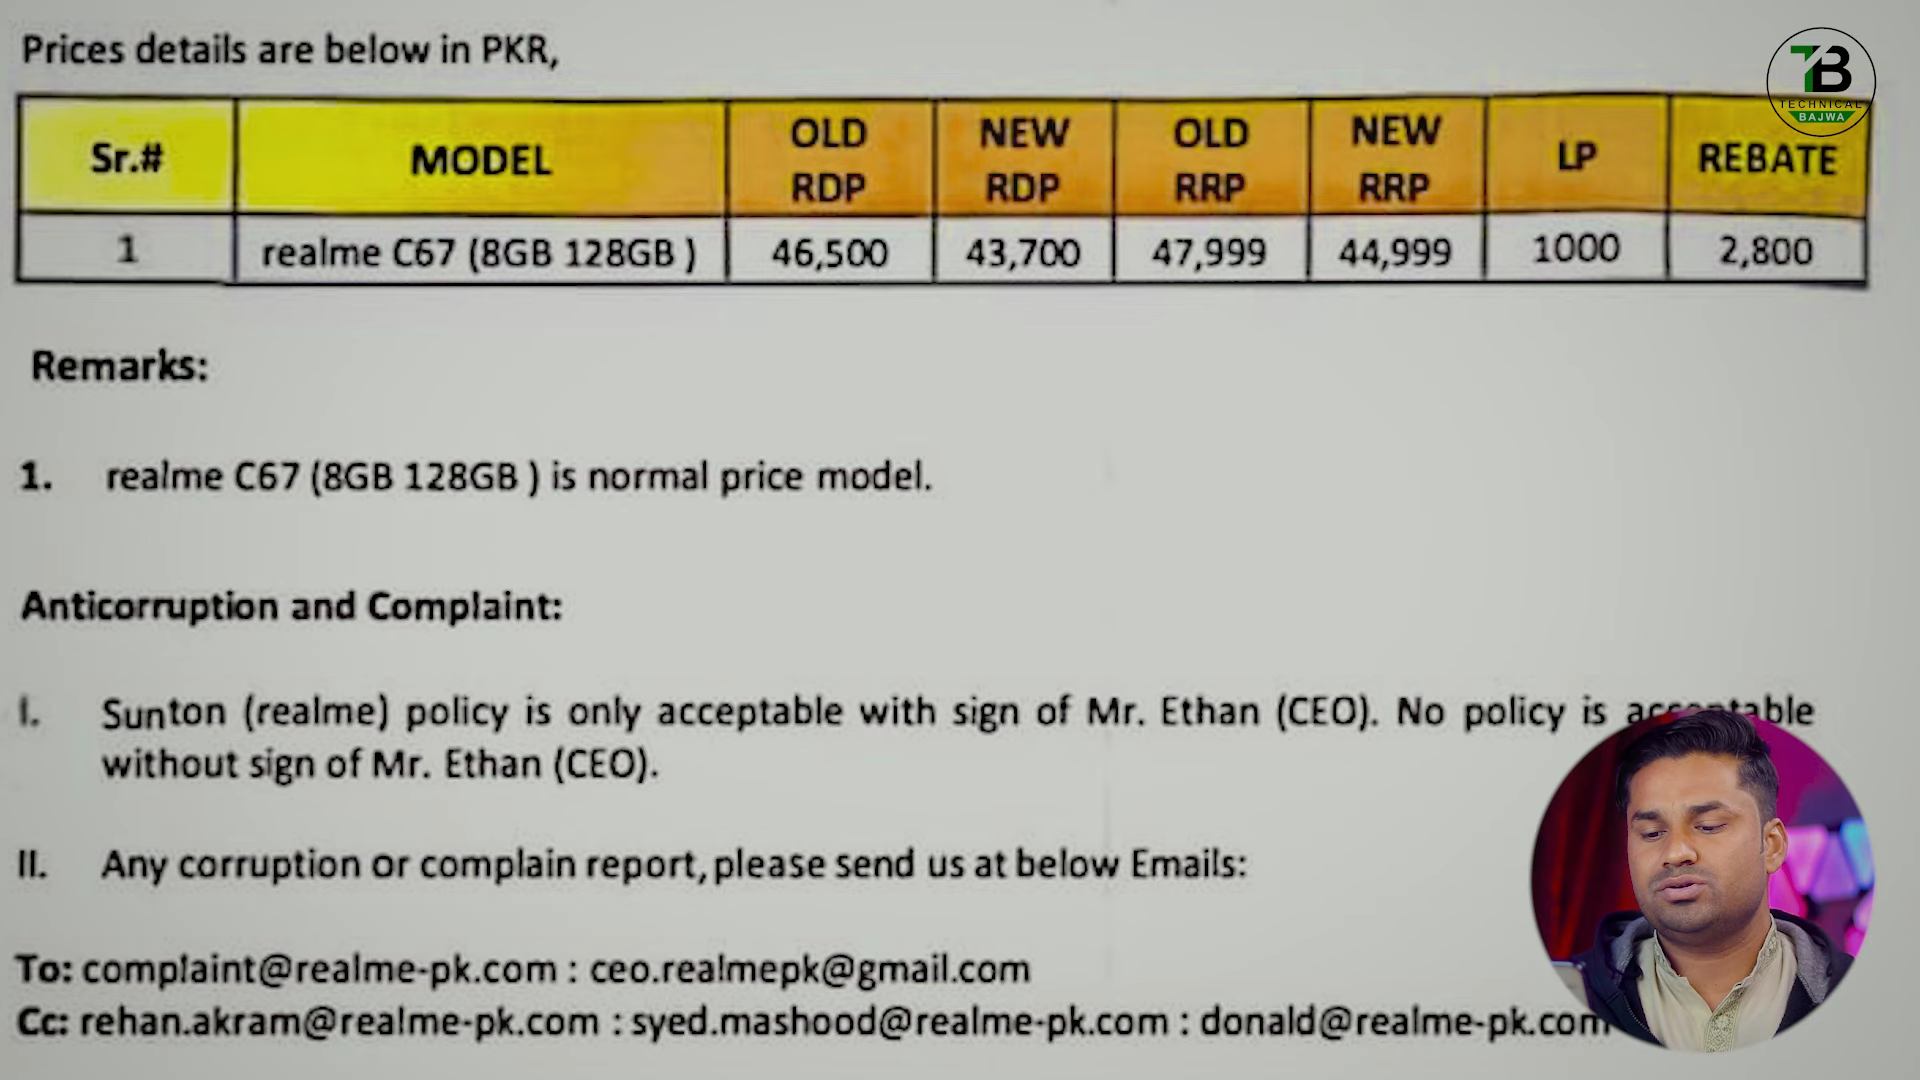 Prices details are below in PKR,
TB
TECHNICAL
BAJWA
Sr.# MODEL OLD RDP NEW RDP OLD RRP NEW RRP LP REBATE
1 realme C67 (8GB 128GB ) 46,500 43,700 47,999 44,999 1000 2,800
Remarks:
1. realme C67 (8GB 128GB ) is normal price model.
Anticorruption and Complaint:
I. Sunton (realme) policy is only acceptable with sign of Mr. Ethan (CEO). No policy is acceptable
without sign of Mr. Ethan (CEO).
II. Any corruption or complain report, please send us at below Emails:
To: complaint@realme-pk.com : ceo.realmepk@gmail.com
Cc: rehan.akram@realme-pk.com : syed.mashood@realme-pk.com : donald@realme-pk.com